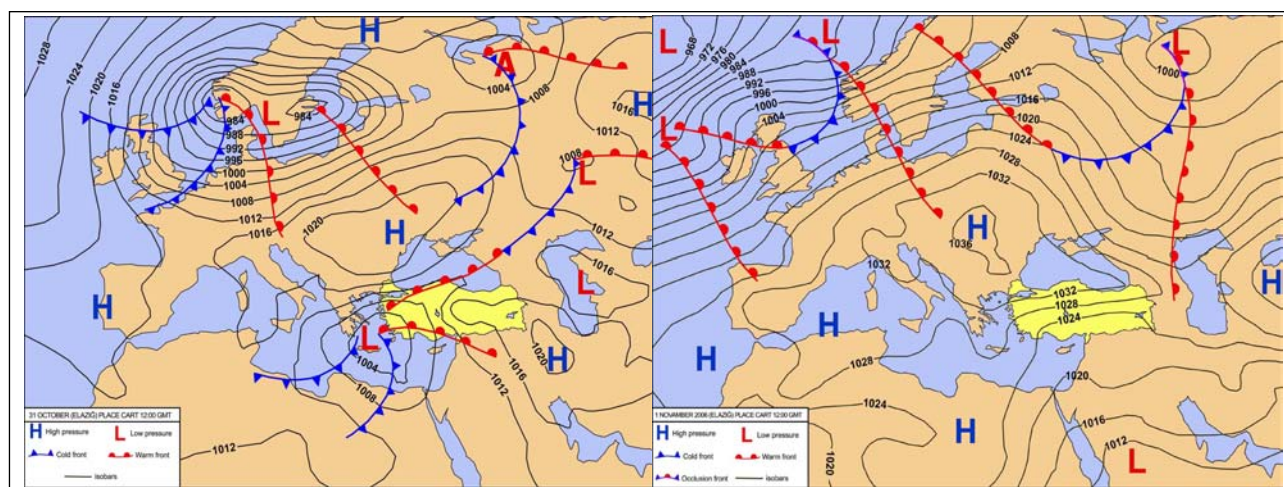 1028
1024
1020
1016
H
984
L
984
988
992
996
1000
1004
1008
1012
1016
1020
H
H
A
1004
1008
1016
H
1012
1008
L
1012
1016
L
L
1004
1008
1020
H
1016
1012
1012
31 OCTOBER (ELAZIĞ) PLACE CART 12:00 GMT
H High pressure L Low pressure
Cold front Warm front
isobars
L
968
972
976
980
984
988
992
996
1000
1004
L
L
1008
1012
1016
1020
1024
1028
1032
L
1000
H
1036
1032
1032
1028
1024
H
H
H
1028
1024
1020
1020
H
1016
1012
L
1 NOVEMBER 2006 (ELAZIĞ) PLACE CART 12:00 GMT
H High pressure L Low pressure
Cold front Warm front
Occlusion front isobars